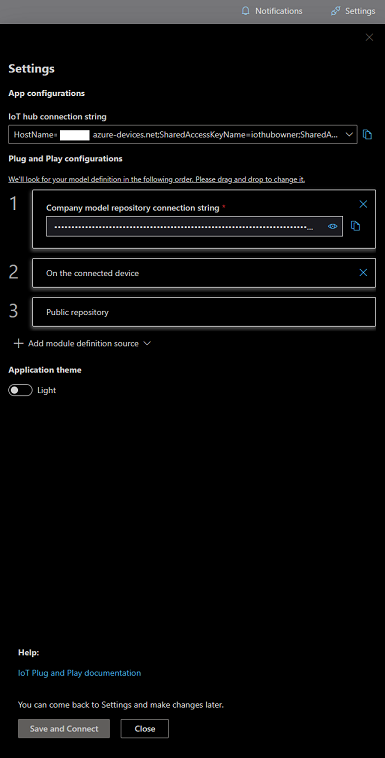 Notifications Settings
Settings
App configurations
IoT hub connection string
HostName= azure-devices.net;SharedAccessKeyName=iothubowner;SharedA...
Plug and Play configurations
We'll look for your model definition in the following order. Please drag and drop to change it.
1
Company model repository connection string *
2
On the connected device
3
Public repository
Add module definition source
Application theme
Light
Help:
IoT Plug and Play documentation
You can come back to Settings and make changes later.
Save and Connect Close